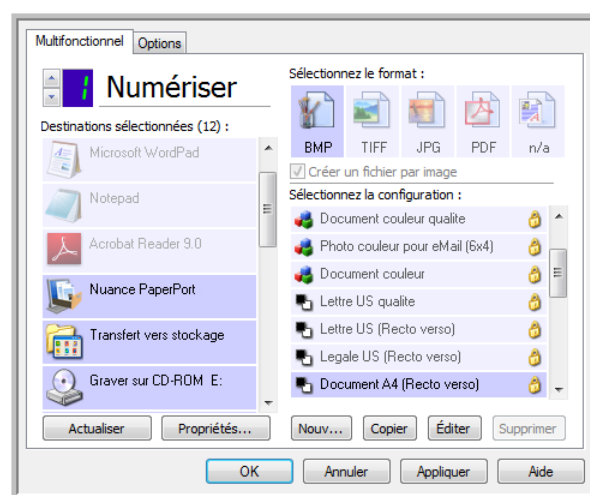 Multifonctionnel Options
1 Numériser
Destinations sélectionnées (12) :
Microsoft WordPad
Notepad
Acrobat Reader 9.0
Nuance PaperPort
Transfert vers stockage
Graver sur CD-ROM E:
Actualiser Propriétés...
Sélectionnez le format :
BMP TIFF JPG PDF n/a
Créer un fichier par image
Sélectionnez la configuration :
Document couleur qualite
Photo couleur pour eMail (6x4)
Document couleur
Lettre US qualite
Lettre US (Recto verso)
Legale US (Recto verso)
Document A4 (Recto verso)
Nouv... Copier Éditer Supprimer
OK Annuler Appliquer Aide